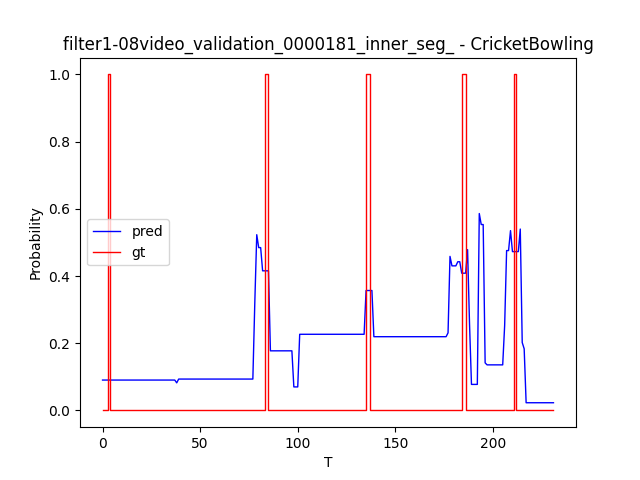 filter1-08video_validation_0000181_inner_seg_ - CricketBowling
1.0
0.8
0.6
0.4
0.2
0.0
Probability
pred
gt
0
50
100
150
200
T